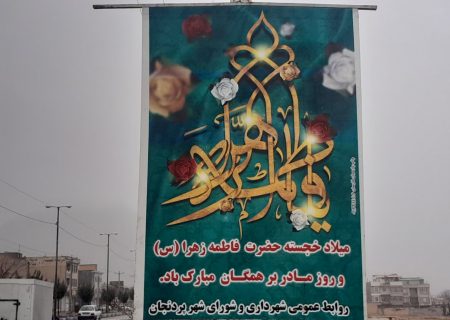 یا فاطمة الزهرا
میلاد خجسته حضرت فاطمه زهرا (س)
و روز مادر بر همگان مبارک باد.
روابط عمومی شهرداری و شورای شهر پردنجان